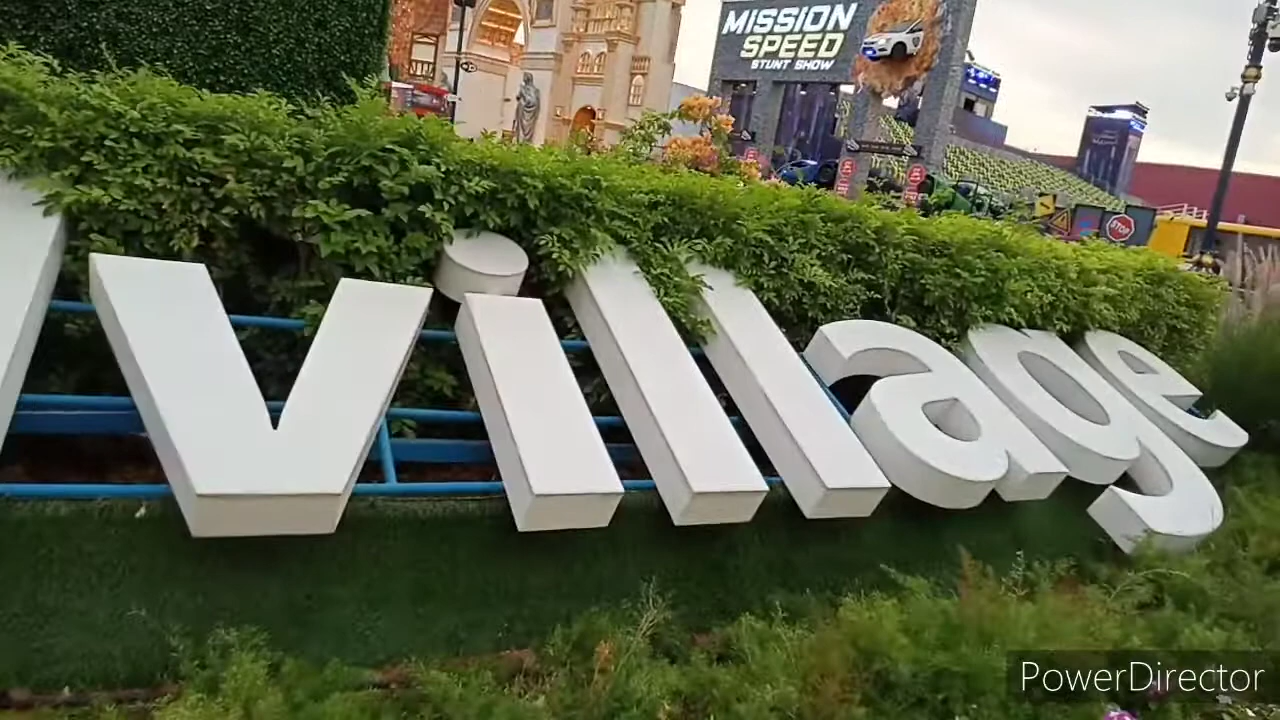 MISSION
SPEED
STUNT SHOW
STOP
village
PowerDirector